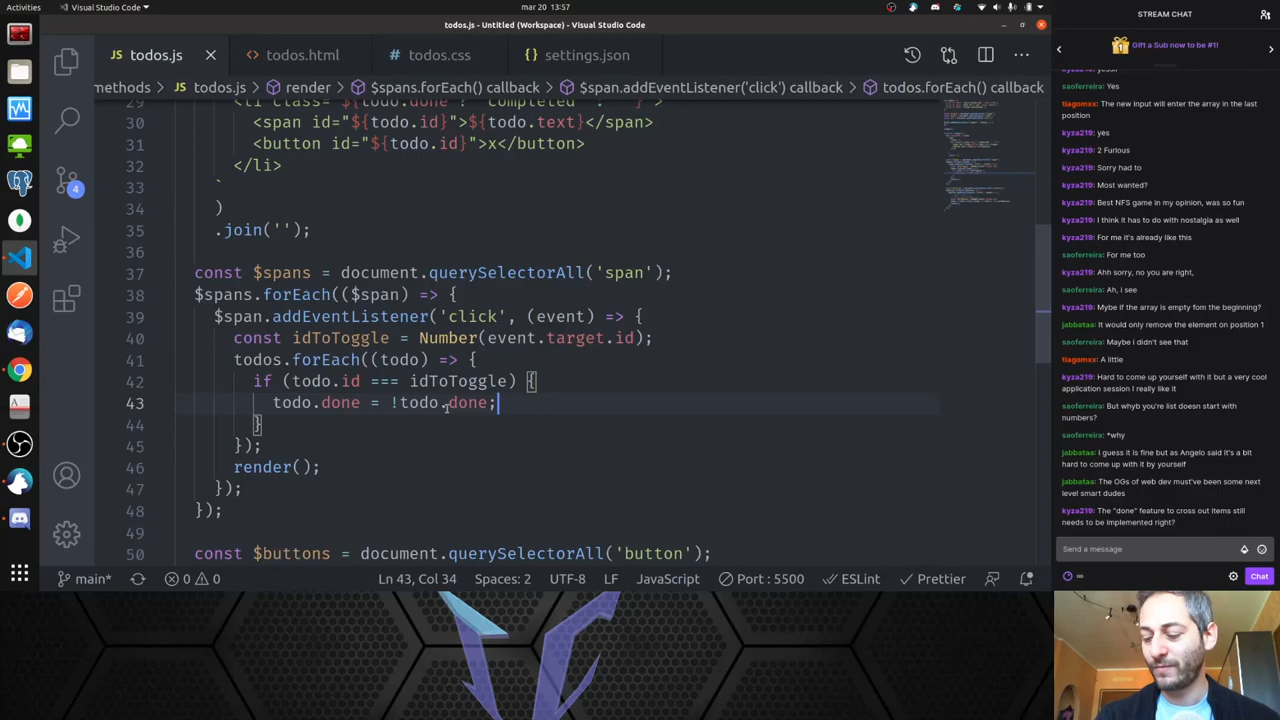 Activities
Visual Studio Code
mar 20 13:57
todos.js - Untitled (Workspace) - Visual Studio Code
JS todos.js
<> todos.html
# todos.css
{} settings.json
methods > JS todos.js > render > $spans.forEach() callback > $span.addEventListener('click') callback > todos.forEach() callback
29 <li class="${todo.done ? 'completed' : ''}">
30 <span id="${todo.id}">${todo.text}</span>
31 <button id="${todo.id}">x</button>
32 </li>
33 `
34 )
35 .join('');
36
37 const $spans = document.querySelectorAll('span');
38 $spans.forEach(($span) => {
39 $span.addEventListener('click', (event) => {
40 const idToToggle = Number(event.target.id);
41 todos.forEach((todo) => {
42 if (todo.id === idToToggle) {
43 todo.done = !todo.done;
44 }
45 });
46 render();
47 });
48 });
49
50 const $buttons = document.querySelectorAll('button');
4
main*
0 0
Ln 43, Col 34
Spaces: 2
UTF-8
LF
JavaScript
Port : 5500
ESLint
Prettier
STREAM CHAT
1
Gift a Sub now to be #1!
kyza219: yessir
saoferreira: Yes
tiagomxx: The new input will enter the array in the last
position
kyza219: yes
kyza219: 2 Furious
kyza219: Sorry had to
kyza219: Most wanted?
kyza219: Best NFS game in my opinion, was so fun
kyza219: I think it has to do with nostalgia as well
kyza219: For me it's already like this
saoferreira: For me too
kyza219: Ahh sorry, no you are right,
saoferreira: Ah, i see
kyza219: Mybe if the array is empty fom the beginning?
jabbataa: It would only remove the element on position 1
saoferreira: Maybe i didn't see that
tiagomxx: A little
kyza219: Hard to come up yourself with it but a very cool
application session I really like it
saoferreira: But whyb you're list doesn start with
numbers?
saoferreira: *why
jabbataa: I guess it is fine but as Angelo said it's a bit
hard to come up with it by yourself
jabbataa: The OGs of web dev must've been some next
level smart dudes
kyza219: The "done" feature to cross out items still
needs to be implemented right?
Send a message
∞
Chat